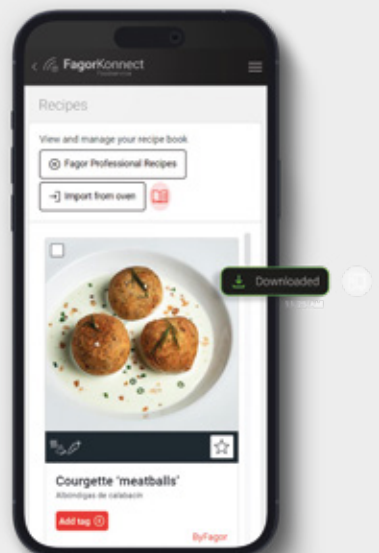 FagorKonnect
Foodservice
Recipes
View and manage your recipe book
Fagor Professional Recipes
Import from oven
Downloaded
Courgette 'meatballs'
Albóndigas de calabacín
Add tag
ByFagor